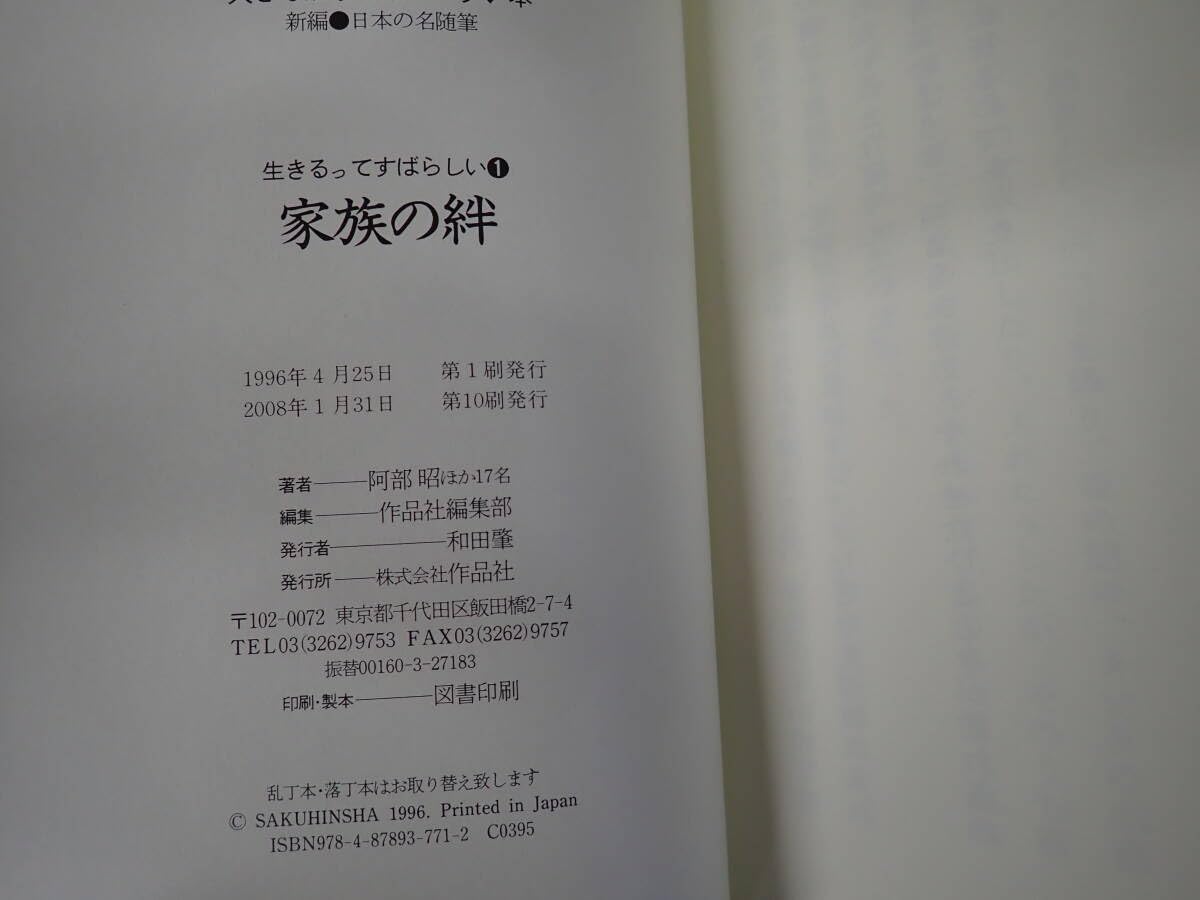 新編●日本の名随筆
生きるってすばらしい❶
家族の絆
1996年4月25日 第1刷発行
2008年1月31日 第10刷発行
著者――阿部 昭ほか17名
編集――作品社編集部
発行者――――和田肇
発行所――株式会社作品社
〒102-0072 東京都千代田区飯田橋2-7-4
TEL03(3262)9753 FAX03(3262)9757
振替00160-3-27183
印刷・製本―――図書印刷
乱丁本・落丁本はお取り替え致します
© SAKUHINSHA 1996. Printed in Japan
ISBN978-4-87893-771-2 C0395